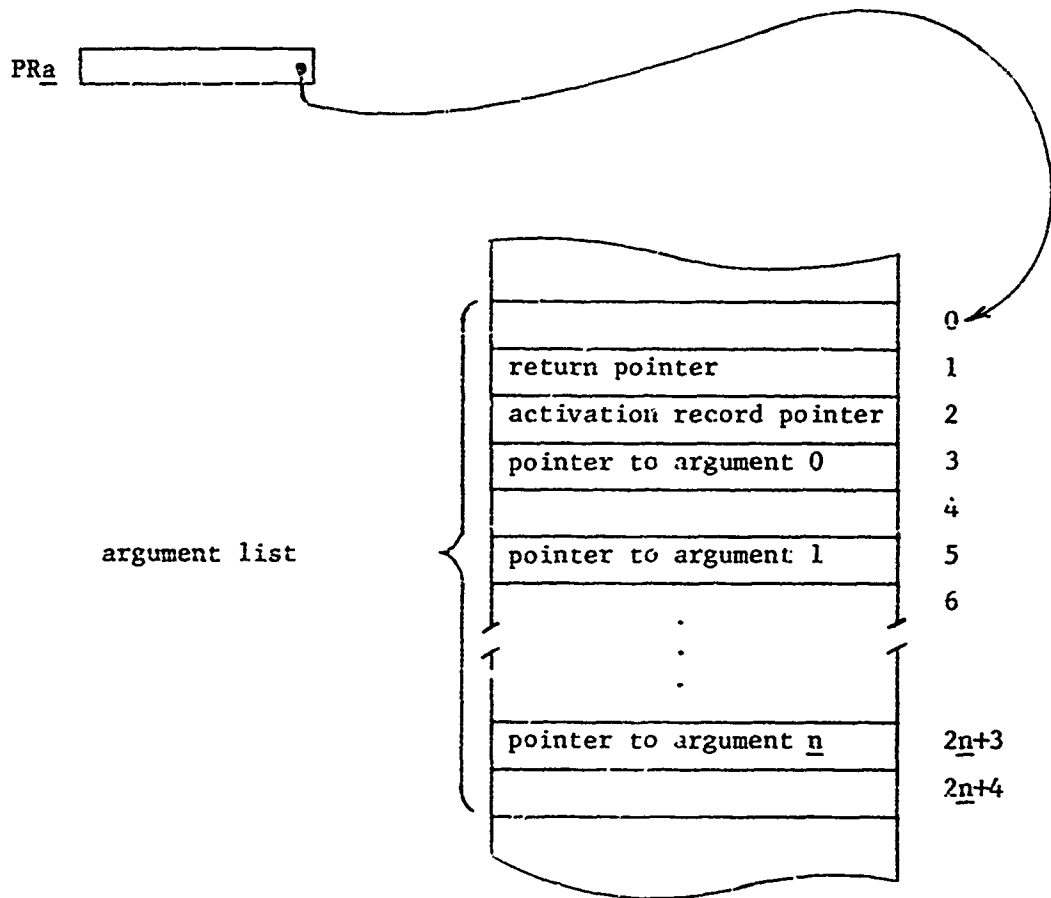 PRa
0
return pointer 1
activation record pointer 2
pointer to argument 0 3
4
argument list
pointer to argument 1 5
6
pointer to argument n 2n+3
2n+4